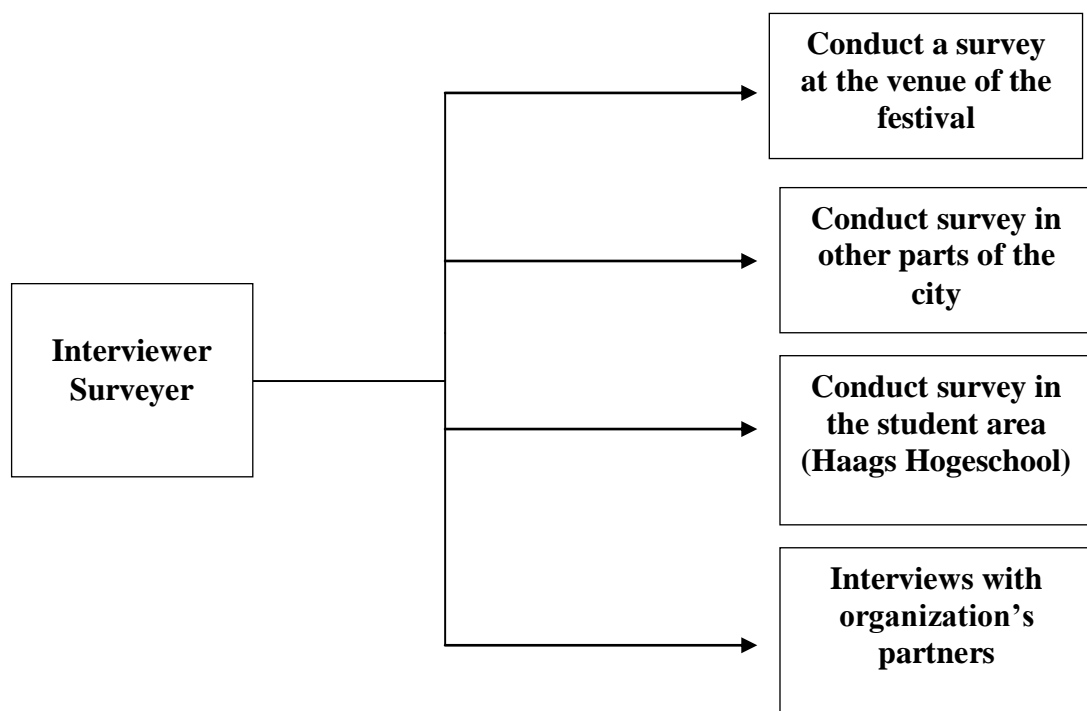 Conduct a survey
at the venue of the
festival
Conduct survey in
other parts of the
city
Interviewer
Surveyer
Conduct survey in
the student area
(Haags Hogeschool)
Interviews with
organization’s
partners